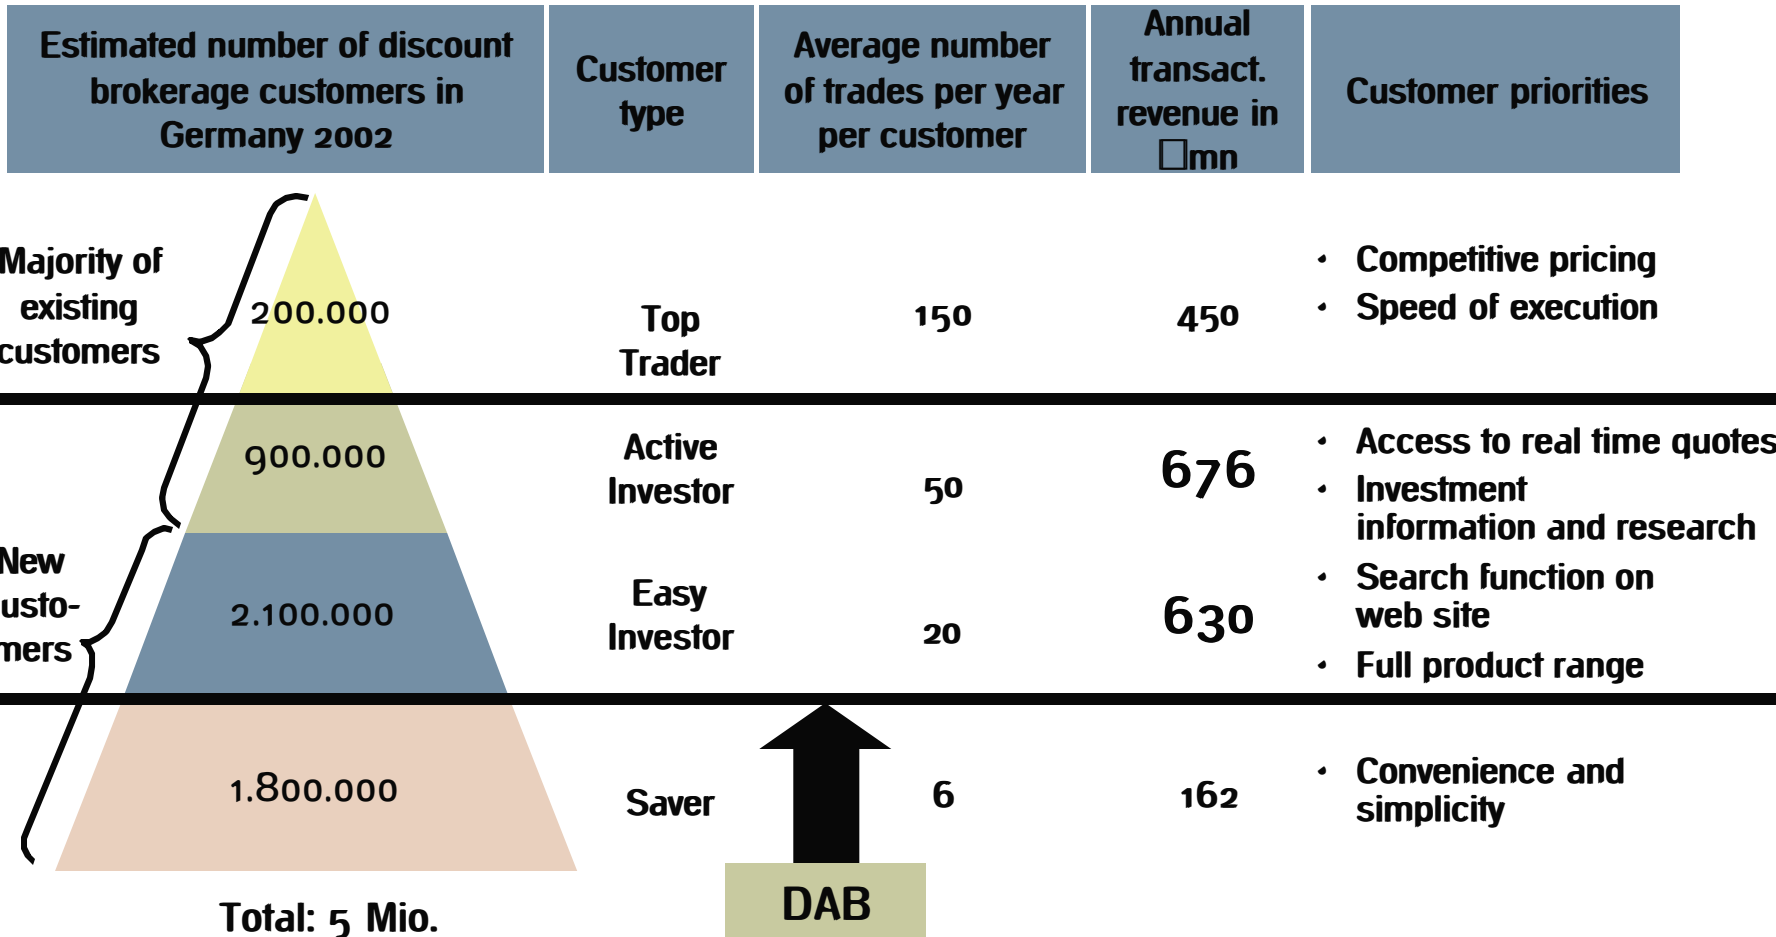 Estimated number of discount
brokerage customers in
Germany 2002
Customer
type
Average number
of trades per year
per customer
Annual
transact.
revenue in
□mn
Customer priorities
Majority of
existing
customers
200.000
Top
Trader
150
450
· Competitive pricing
· Speed of execution
900.000
Active
Investor
50
676
· Access to real time quotes
· Investment
information and research
New
usto-
mers
2.100.000
Easy
Investor
20
630
· Search function on
web site
· Full product range
1.800.000
Saver
6
162
· Convenience and
simplicity
Total: 5 Mio.
DAB